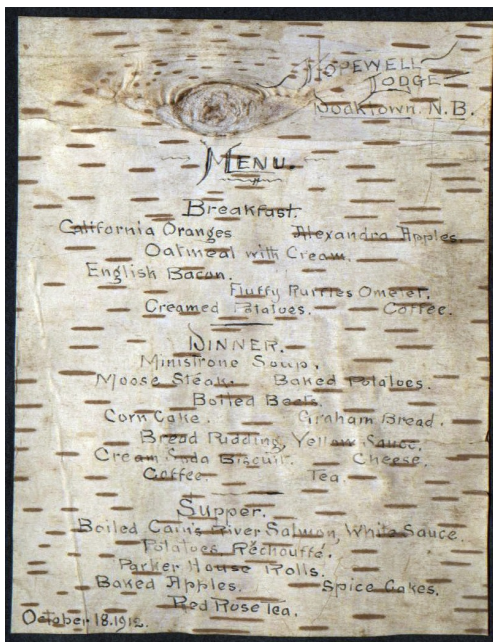 HOPEWELL
LODGE
Doaktown. N.B.
MENU.
Breakfast.
California Oranges Alexandra Apples.
Oatmeal with Cream.
English Bacon.
Fluffy Ruffles Omelet.
Creamed Potatoes. Coffee.
DINNER.
Ministrone Soup.
Moose Steak. Baked Potatoes.
Boiled Beets.
Corn Cake. Graham Bread.
Bread Pudding, Yellow Sauce.
Cream Soda Biscuit. Cheese.
Coffee. Tea.
Supper.
Boiled Cain's River Salmon, White Sauce.
Potatoes Réchouffé.
Parker House Rolls.
Baked Apples. Spice Cakes.
Red Rose Tea.
October 18. 1912.